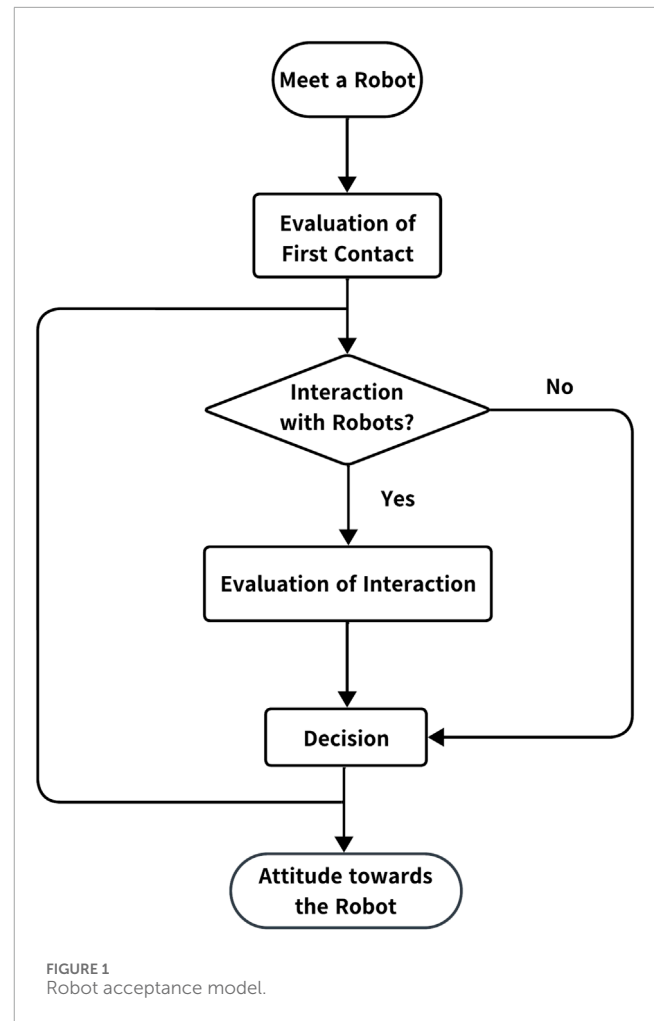 Meet a Robot
Evaluation of
First Contact
Interaction
with Robots?
No
Yes
Evaluation of Interaction
Decision
Attitude towards
the Robot
FIGURE 1
Robot acceptance model.